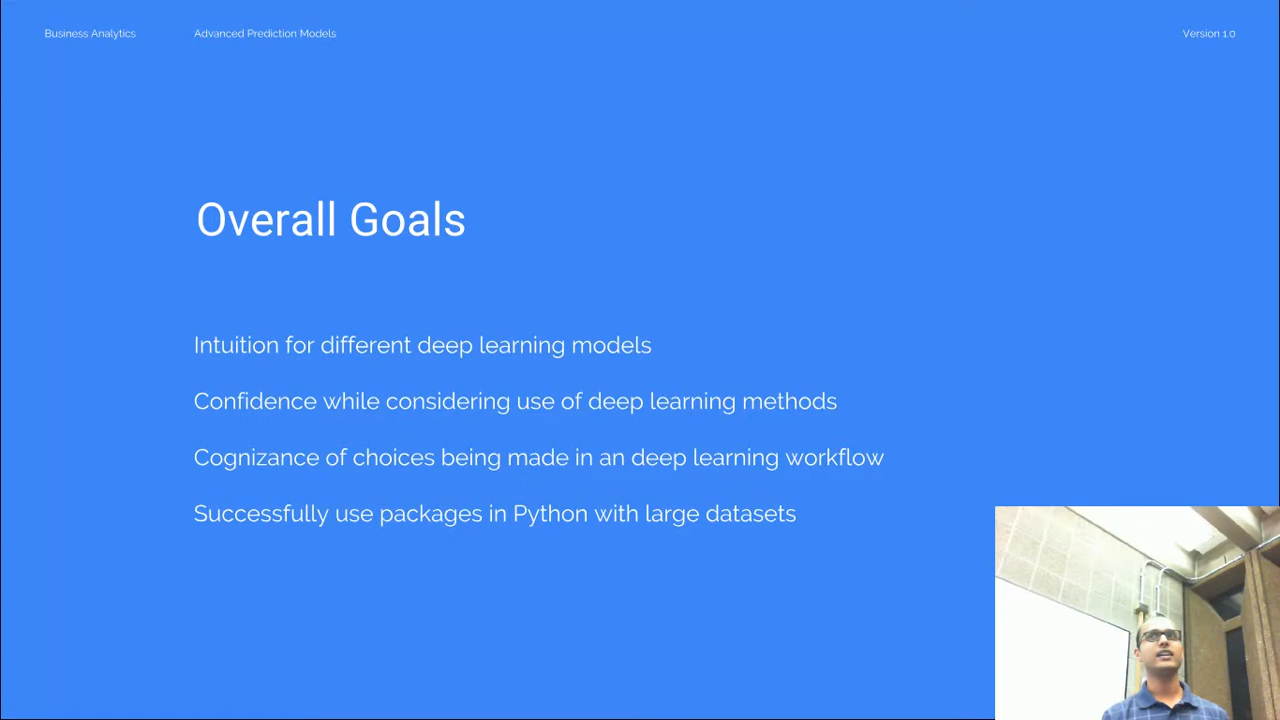 Business Analytics
Advanced Prediction Models
Version 1.0
Overall Goals
Intuition for different deep learning models
Confidence while considering use of deep learning methods
Cognizance of choices being made in an deep learning workflow
Successfully use packages in Python with large datasets